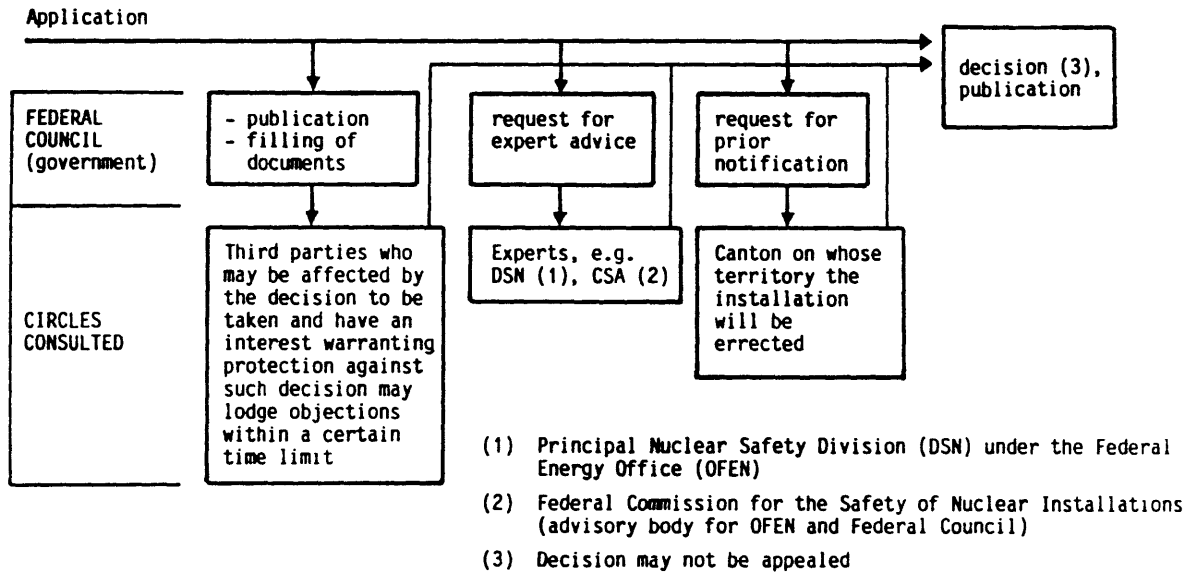 Application
decision (3),
publication
FEDERAL
COUNCIL
(government)
- publication
- filling of
documents
request for
expert advice
request for
prior
notification
CIRCLES
CONSULTED
Third parties who
may be affected by
the decision to be
taken and have an
interest warranting
protection against
such decision may
lodge objections
within a certain
time limit
Experts, e.g.
DSN (1), CSA (2)
Canton on whose
territory the
installation
will be
errected
(1) Principal Nuclear Safety Division (DSN) under the Federal
Energy Office (OFEN)
(2) Federal Commission for the Safety of Nuclear Installations
(advisory body for OFEN and Federal Council)
(3) Decision may not be appealed